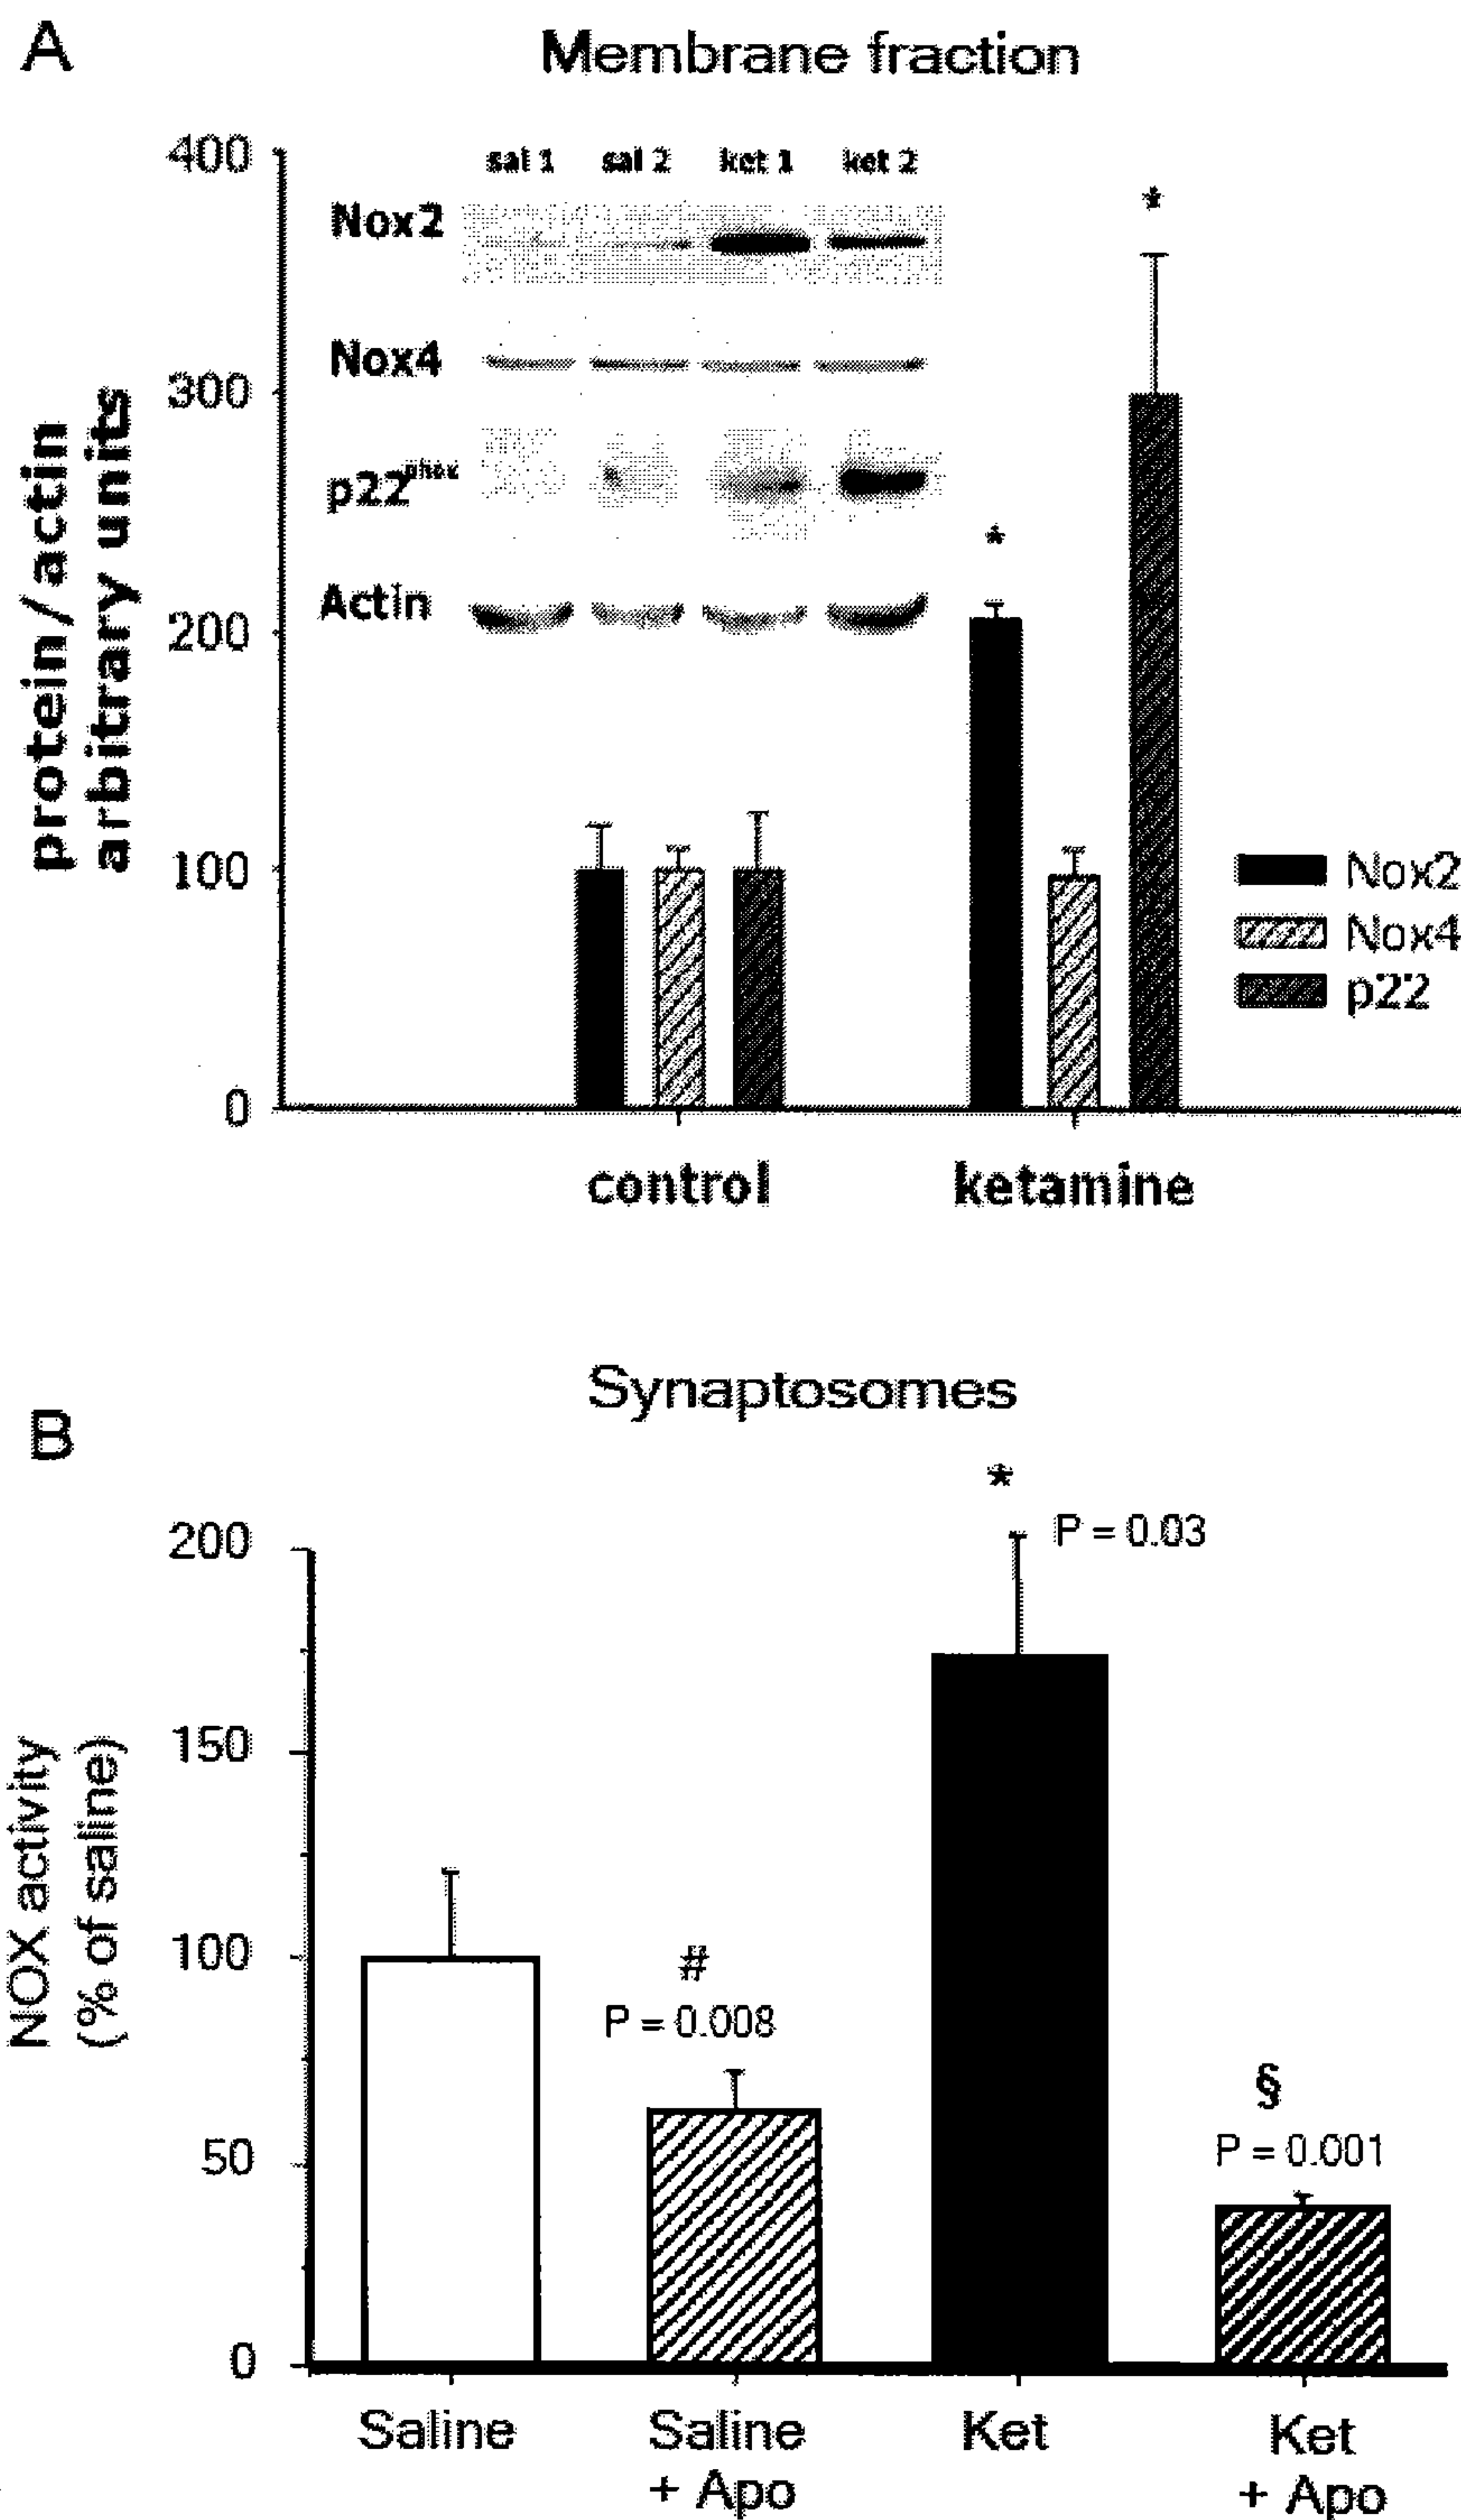 A
Membrane fraction
400
300
200
100
0
protein/actin
arbitrary units
sal 1 sal 2 ket 1 ket 2
Nox2
Nox4
p22phox
Actin
*
*
Nox2
Nox4
p22
control ketamine
Synaptosomes
B
200
150
100
50
0
NOX activity
(% of saline)
*
P = 0.03
#
P = 0.008
§
P = 0.001
Saline
Saline
+ Apo
Ket
Ket
+ Apo